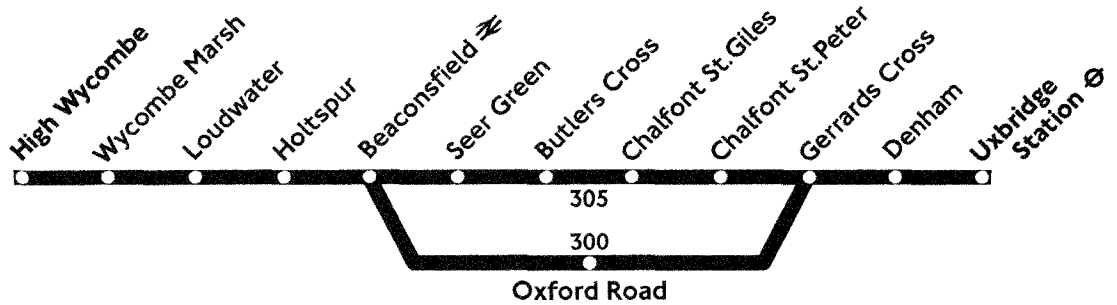 High Wycombe
Wycombe Marsh
Loudwater
Holtspur
Beaconsfield
Seer Green
Butlers Cross
Chalfont St.Giles
Chalfont St.Peter
Gerrards Cross
Denham
Uxbridge
Station
305
300
Oxford Road